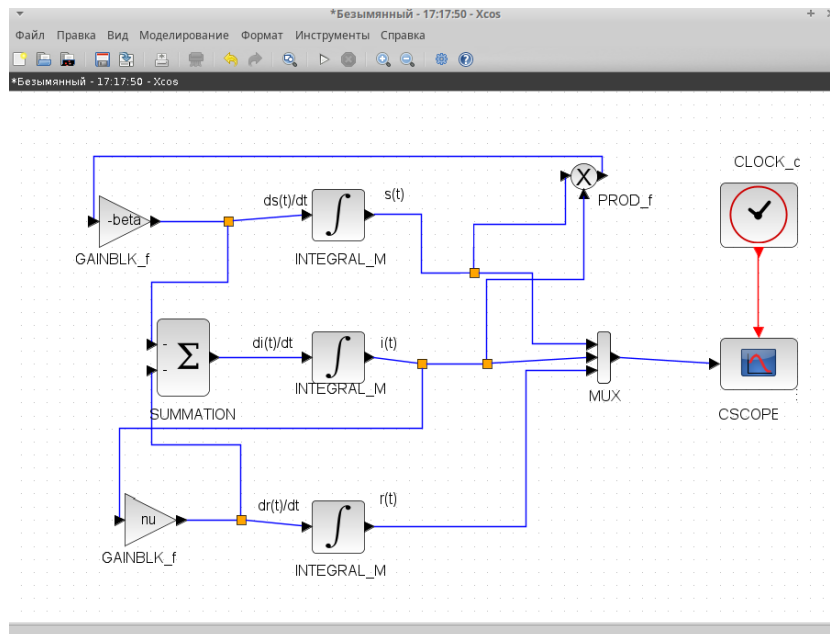 *Безымянный - 17:17:50 - Xcos
Файл Правка Вид Моделирование Формат Инструменты Справка
*Безымянный - 17:17:50 - Xcos
CLOCK_c
X
PROD_f
-beta
GAINBLK_f
ds(t)/dt
∫
s(t)
INTEGRAL_M
-
-
Σ
SUMMATION
di(t)/dt
∫
i(t)
INTEGRAL_M
MUX
CSCOPE
nu
GAINBLK_f
dr(t)/dt
∫
r(t)
INTEGRAL_M